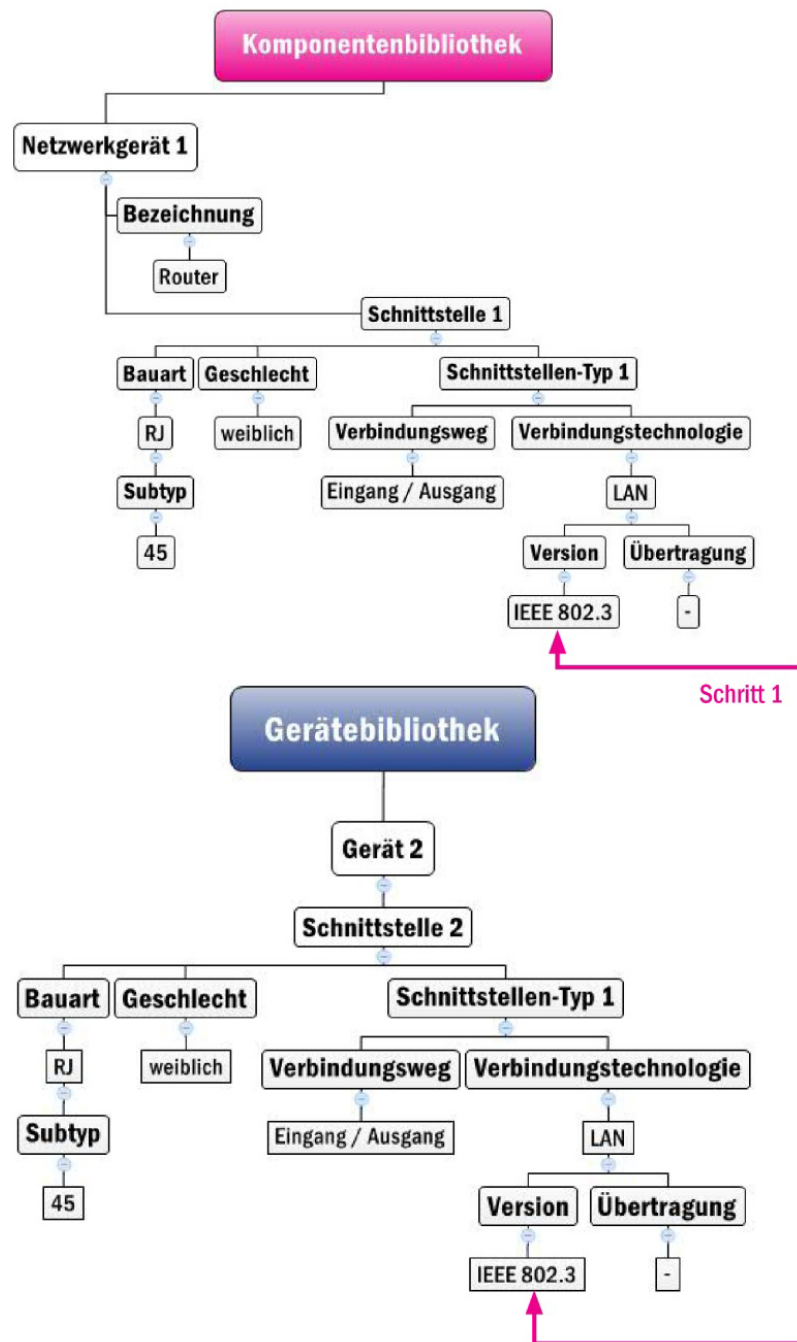 Komponentenbibliothek
Netzwerkgerät 1
Bezeichnung
Router
Schnittstelle 1
Bauart Geschlecht Schnittstellen-Typ 1
RJ weiblich Verbindungsweg Verbindungstechnologie
Subtyp Eingang / Ausgang LAN
45 Version Übertragung
IEEE 802.3 -
Schritt 1
Gerätebibliothek
Gerät 2
Schnittstelle 2
Bauart Geschlecht Schnittstellen-Typ 1
RJ weiblich Verbindungsweg Verbindungstechnologie
Subtyp Eingang / Ausgang LAN
45 Version Übertragung
IEEE 802.3 -